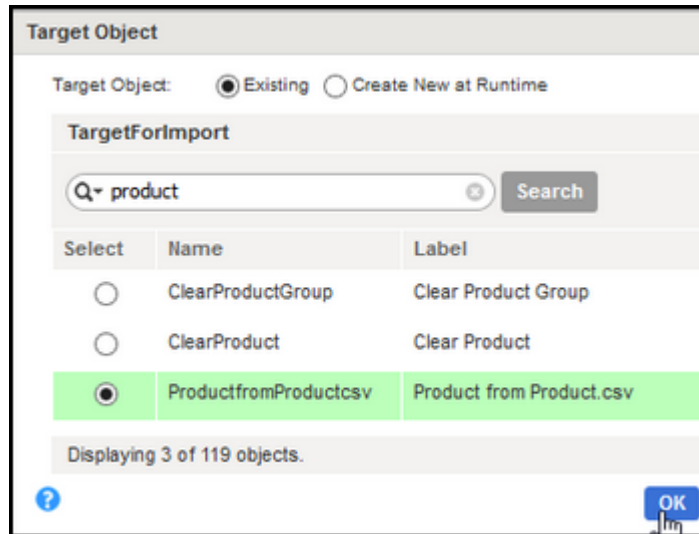 Target Object
Target Object: Existing Create New at Runtime
TargetForImport
product Search
Select Name Label
ClearProductGroup Clear Product Group
ClearProduct Clear Product
ProductfromProductcsv Product from Product.csv
Displaying 3 of 119 objects.
? OK